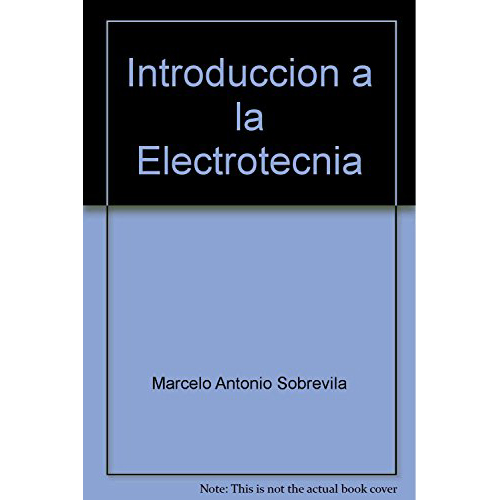 Introduccion a
la
Electrotecnia
Marcelo Antonio Sobrevila
Note: This is not the actual book cover